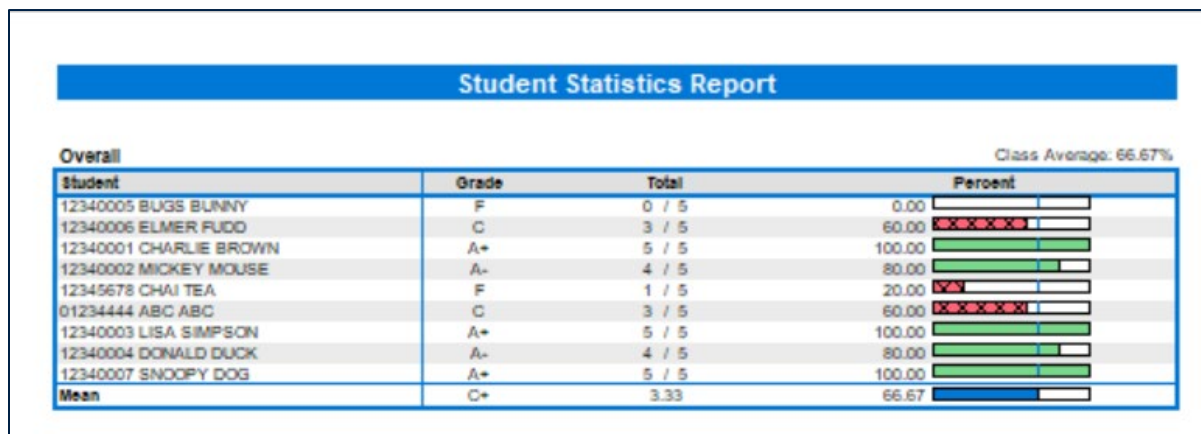 Student Statistics Report
Overall Class Average: 66.67%
Student Grade Total Percent
12340005 BUGS BUNNY F 0 / 5 0.00
12340006 ELMER FUDD C 3 / 5 60.00
12340001 CHARLIE BROWN A+ 5 / 5 100.00
12340002 MICKEY MOUSE A- 4 / 5 80.00
12345678 CHAI TEA F 1 / 5 20.00
01234444 ABC ABC C 3 / 5 60.00
12340003 LISA SIMPSON A+ 5 / 5 100.00
12340004 DONALD DUCK A- 4 / 5 80.00
12340007 SNOOPY DOG A+ 5 / 5 100.00
Mean C+ 3.33 66.67